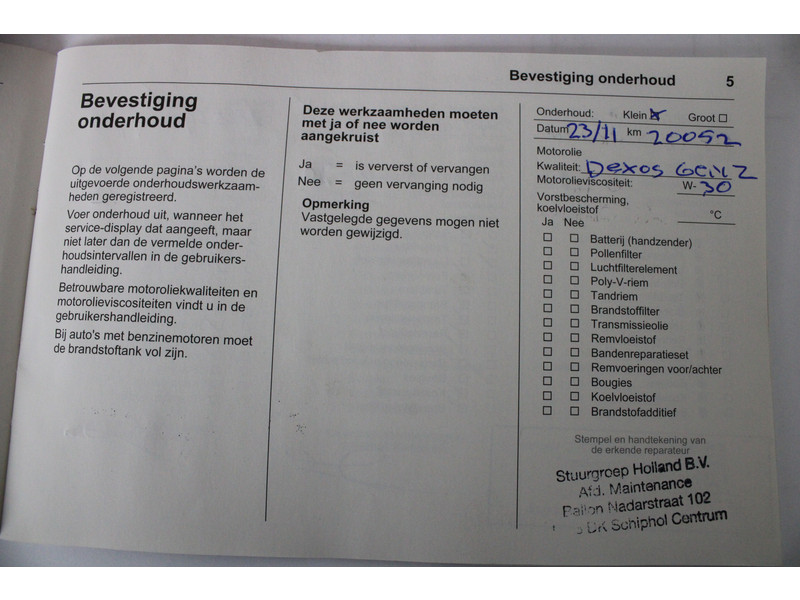 Bevestiging onderhoud 5
Bevestiging
onderhoud
Op de volgende pagina's worden de
uitgevoerde onderhoudswerkzaam-
heden geregistreerd.
Voer onderhoud uit, wanneer het
service-display dat aangeeft, maar
niet later dan de vermelde onder-
houdsintervallen in de gebruikers-
handleiding.
Betrouwbare motoroliekwaliteiten en
motorolieviscositeiten vindt u in de
gebruikershandleiding.
Bij auto's met benzinemotoren moet
de brandstoftank vol zijn.
Deze werkzaamheden moeten
met ja of nee worden
aangekruist
Ja = is ververst of vervangen
Nee = geen vervanging nodig
Opmerking
Vastgelegde gegevens mogen niet
worden gewijzigd.
Onderhoud: Klein Groot
Datum 23/11 km 20052
Motorolie
Kwaliteit: Dexos Gen 2
Motorolieviscositeit: W-30
Vorstbescherming,
koelvloeistof °C
Ja Nee
Batterij (handzender)
Pollenfilter
Luchtfilterelement
Poly-V-riem
Tandriem
Brandstoffilter
Transmissieolie
Remvloeistof
Bandenreparatieset
Remvoeringen voor/achter
Bougies
Koelvloeistof
Brandstofadditief
Stempel en handtekening van
de erkende reparateur
Stuurgroep Holland B.V.
Afd. Maintenance
Nadarstraat 102
Schiphol Centrum